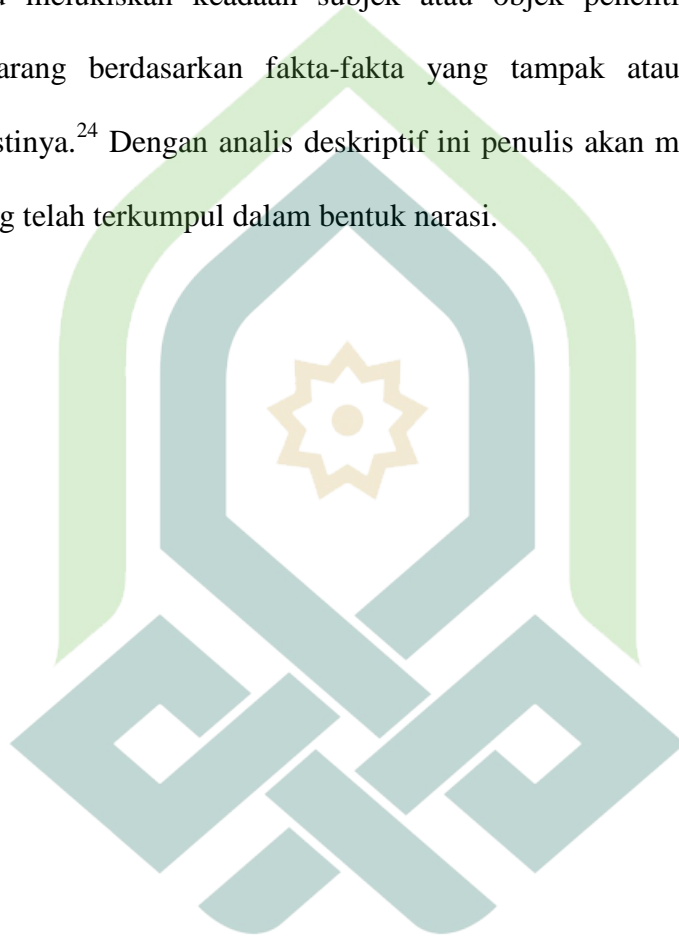 melukiskan keadaan subjek atau objek peneliti
arang berdasarkan fakta-fakta yang tampak atau
stinya.24 Dengan analis deskriptif ini penulis akan m
g telah terkumpul dalam bentuk narasi.